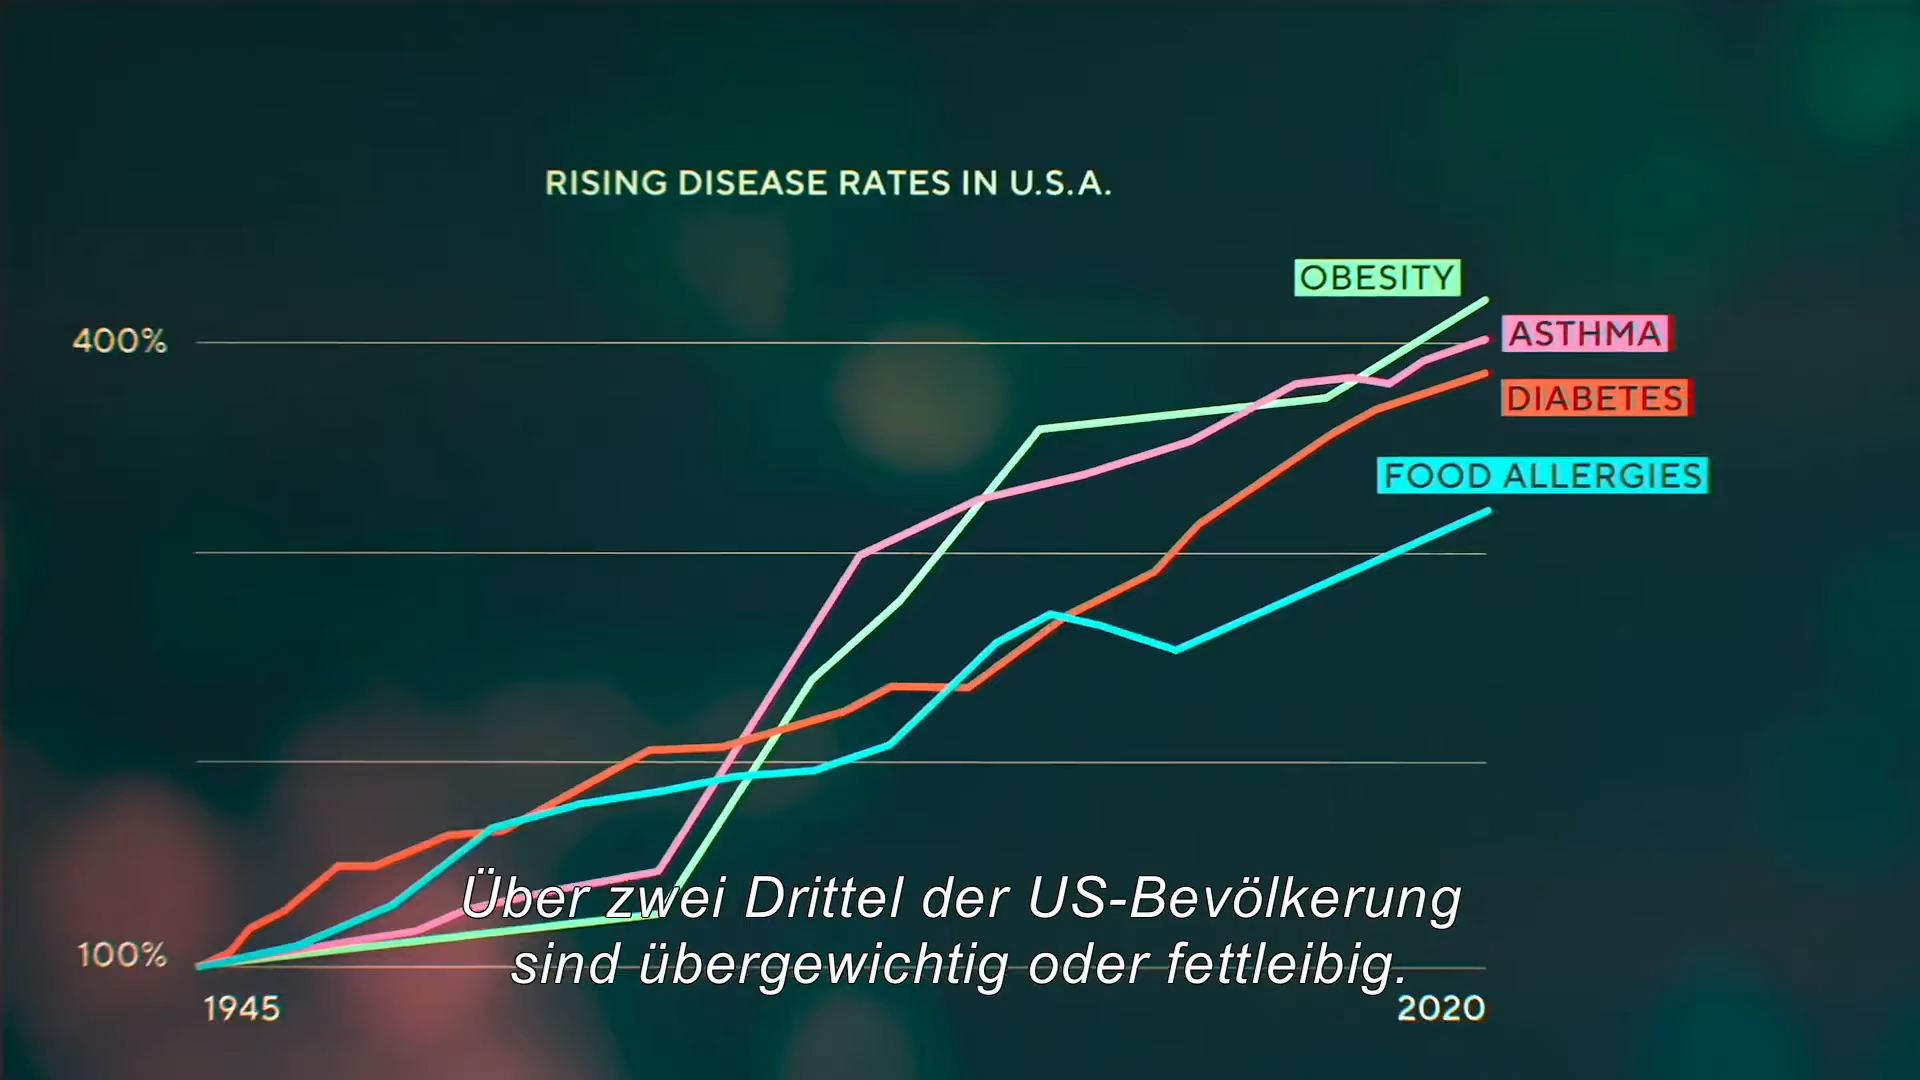 RISING DISEASE RATES IN U.S.A.
OBESITY
400%
ASTHMA
DIABETES
FOOD ALLERGIES
Über zwei Drittel der US-Bevölkerung
100%
sind übergewichtig oder fettleibig.
1945
2020